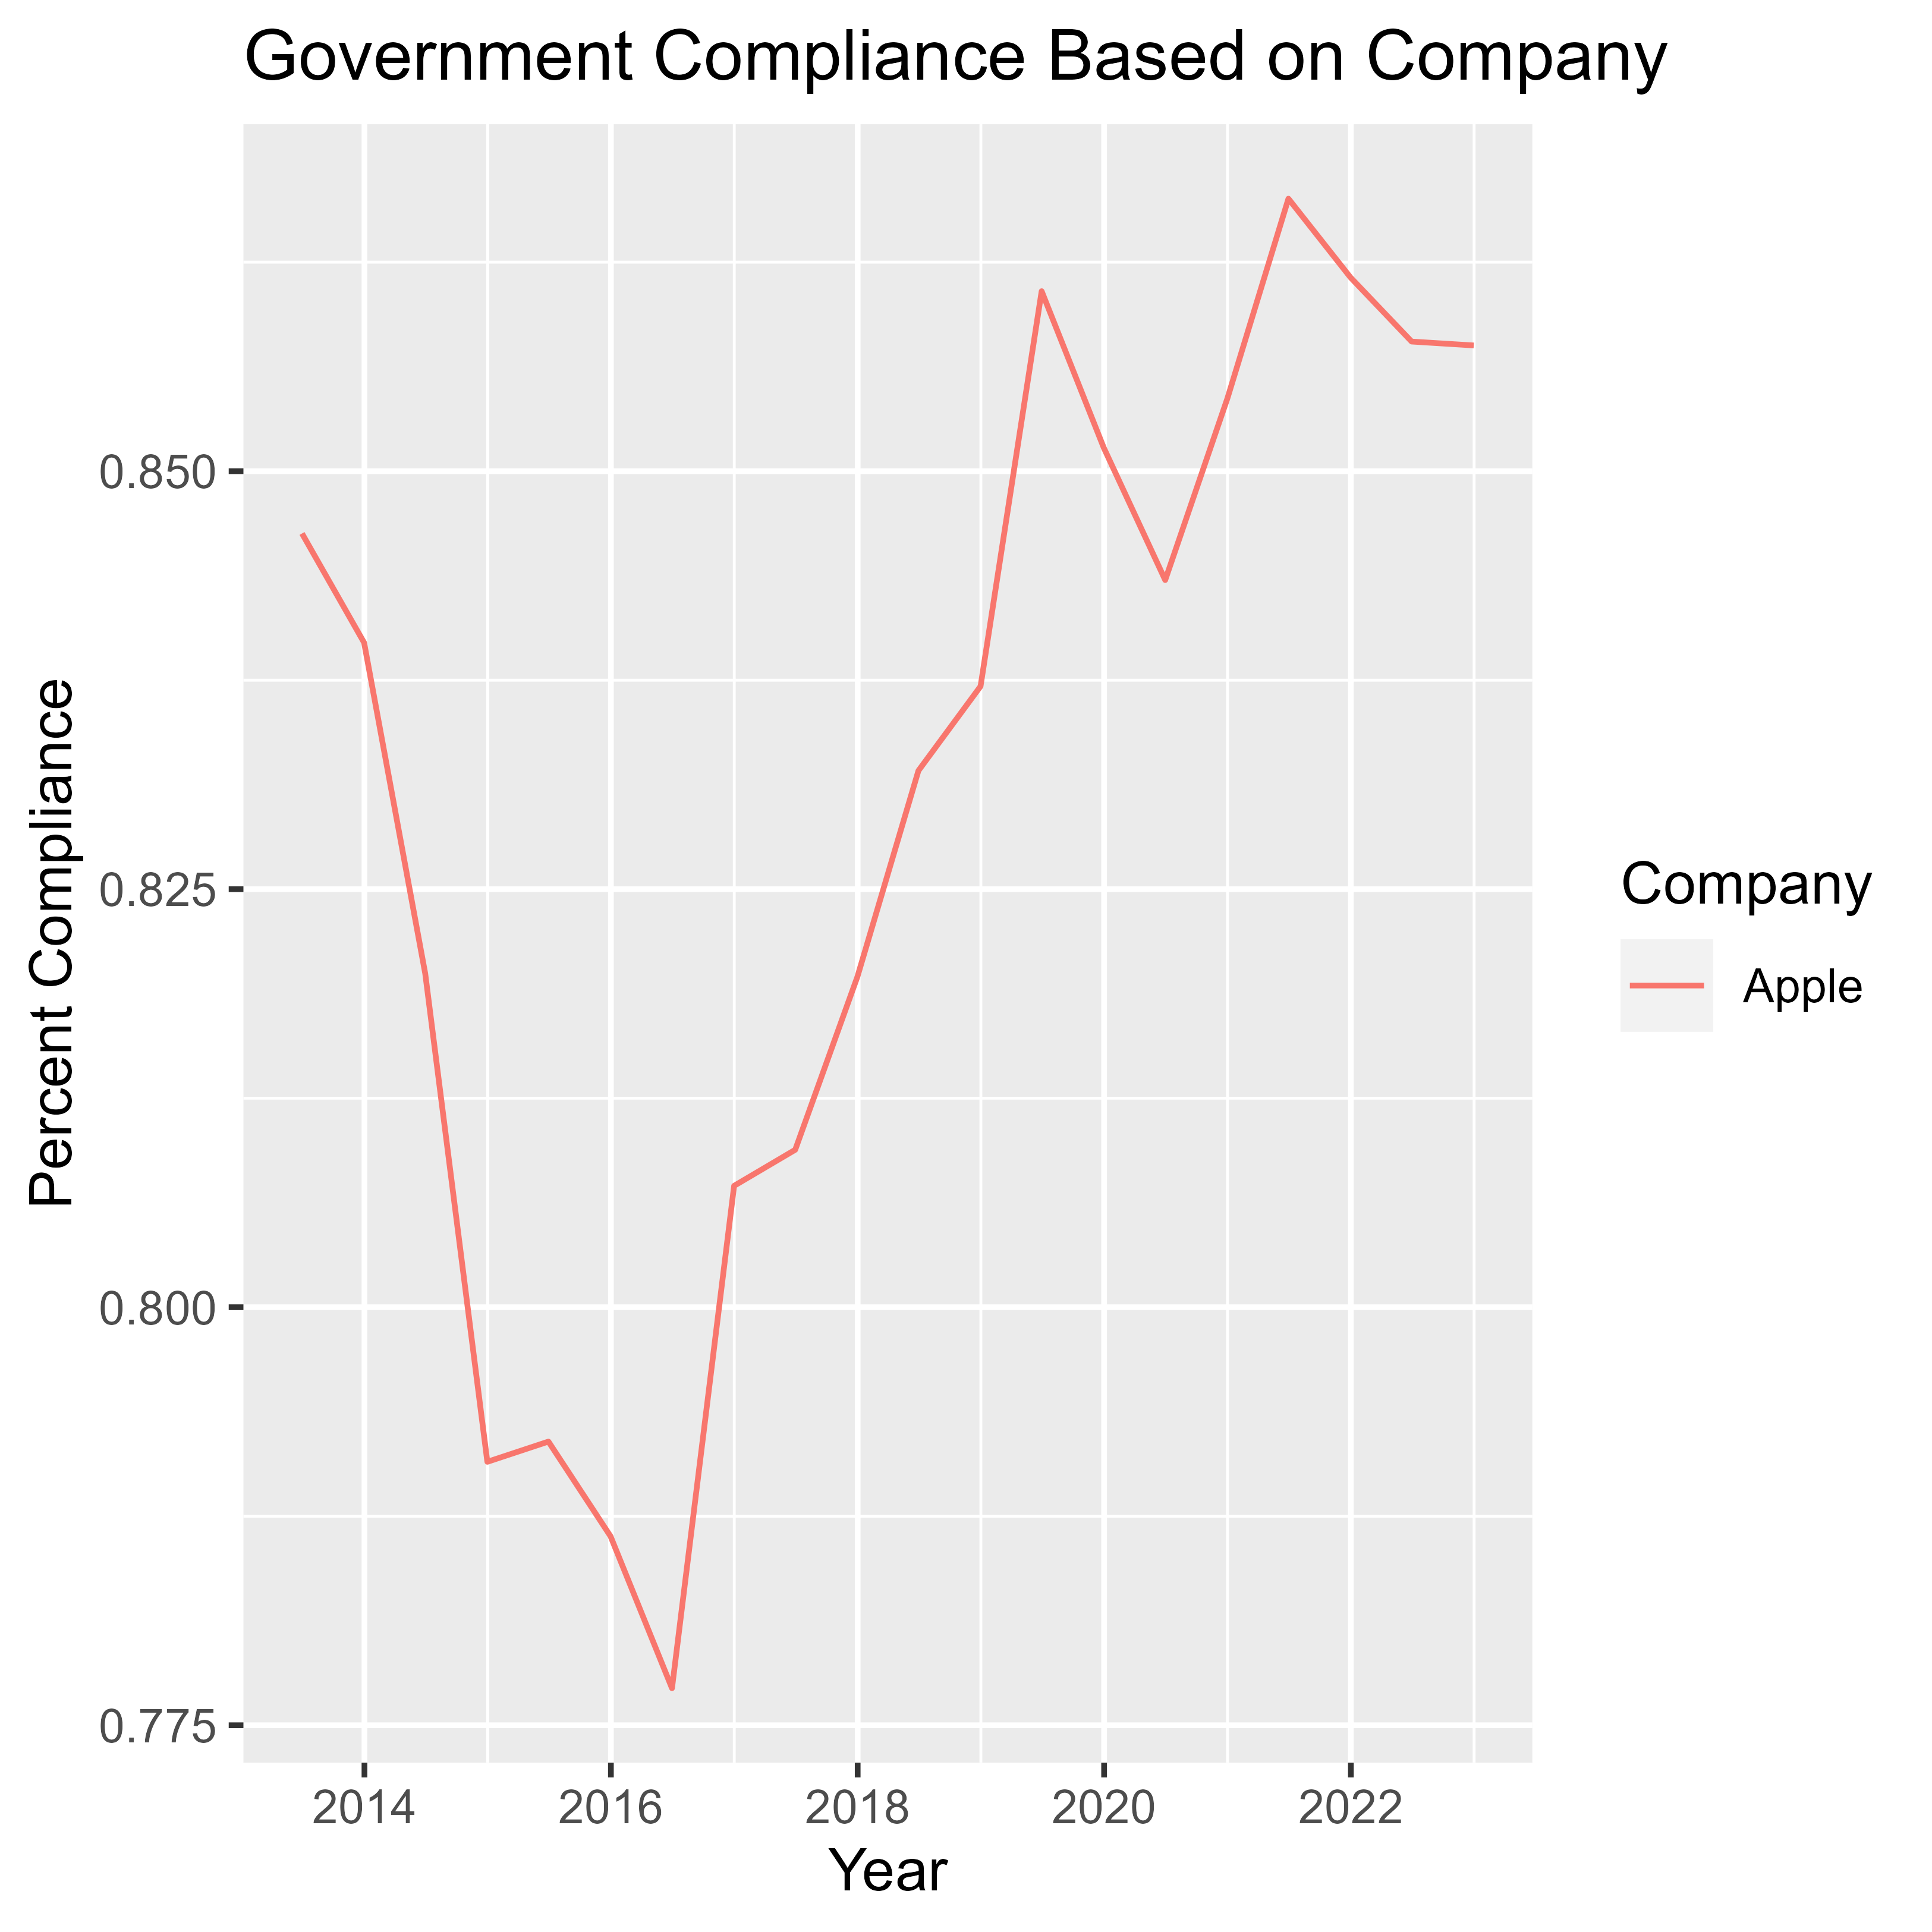 Government Compliance Based on Company
Percent Compliance
0.850
0.825
0.800
0.775
2014 2016 2018 2020 2022
Year
Company
Apple